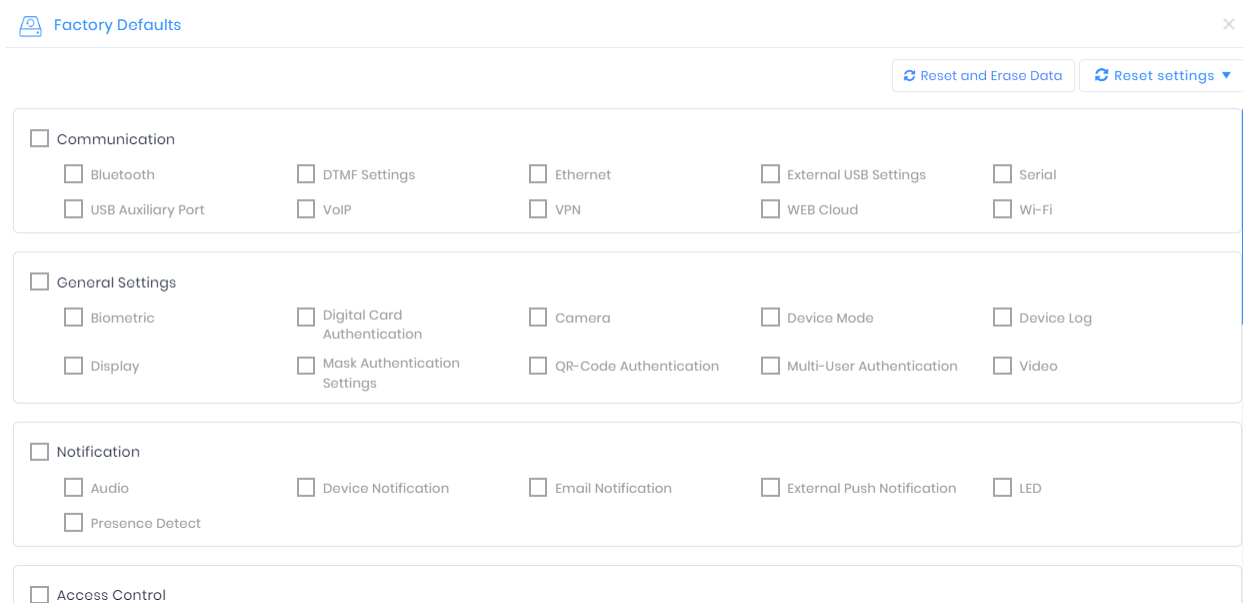 Factory Defaults
Reset and Erase Data
Reset settings
Communication
Bluetooth
DTMF Settings
Ethernet
External USB Settings
Serial
USB Auxiliary Port
VoIP
VPN
WEB Cloud
Wi-Fi
General Settings
Biometric
Digital Card
Authentication
Camera
Device Mode
Device Log
Display
Mask Authentication
Settings
QR-Code Authentication
Multi-User Authentication
Video
Notification
Audio
Device Notification
Email Notification
External Push Notification
LED
Presence Detect
Access Control